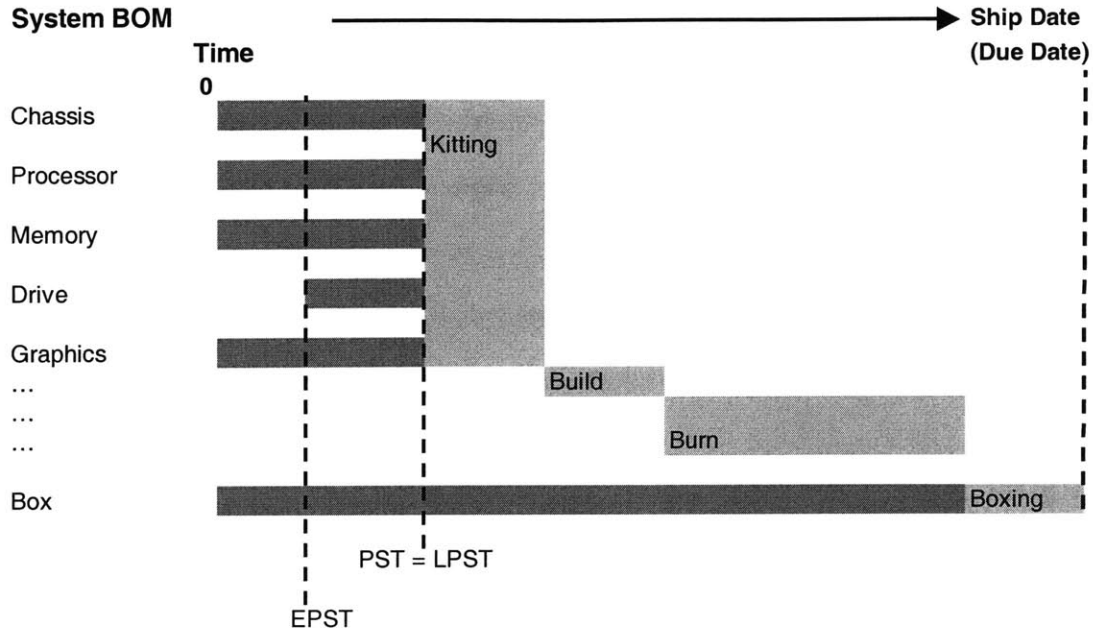 System BOM
Ship Date
(Due Date)
Time
0
Chassis
Kitting
Processor
Memory
Drive
Graphics
...
Build
...
...
Burn
Box
Boxing
PST = LPST
EPST